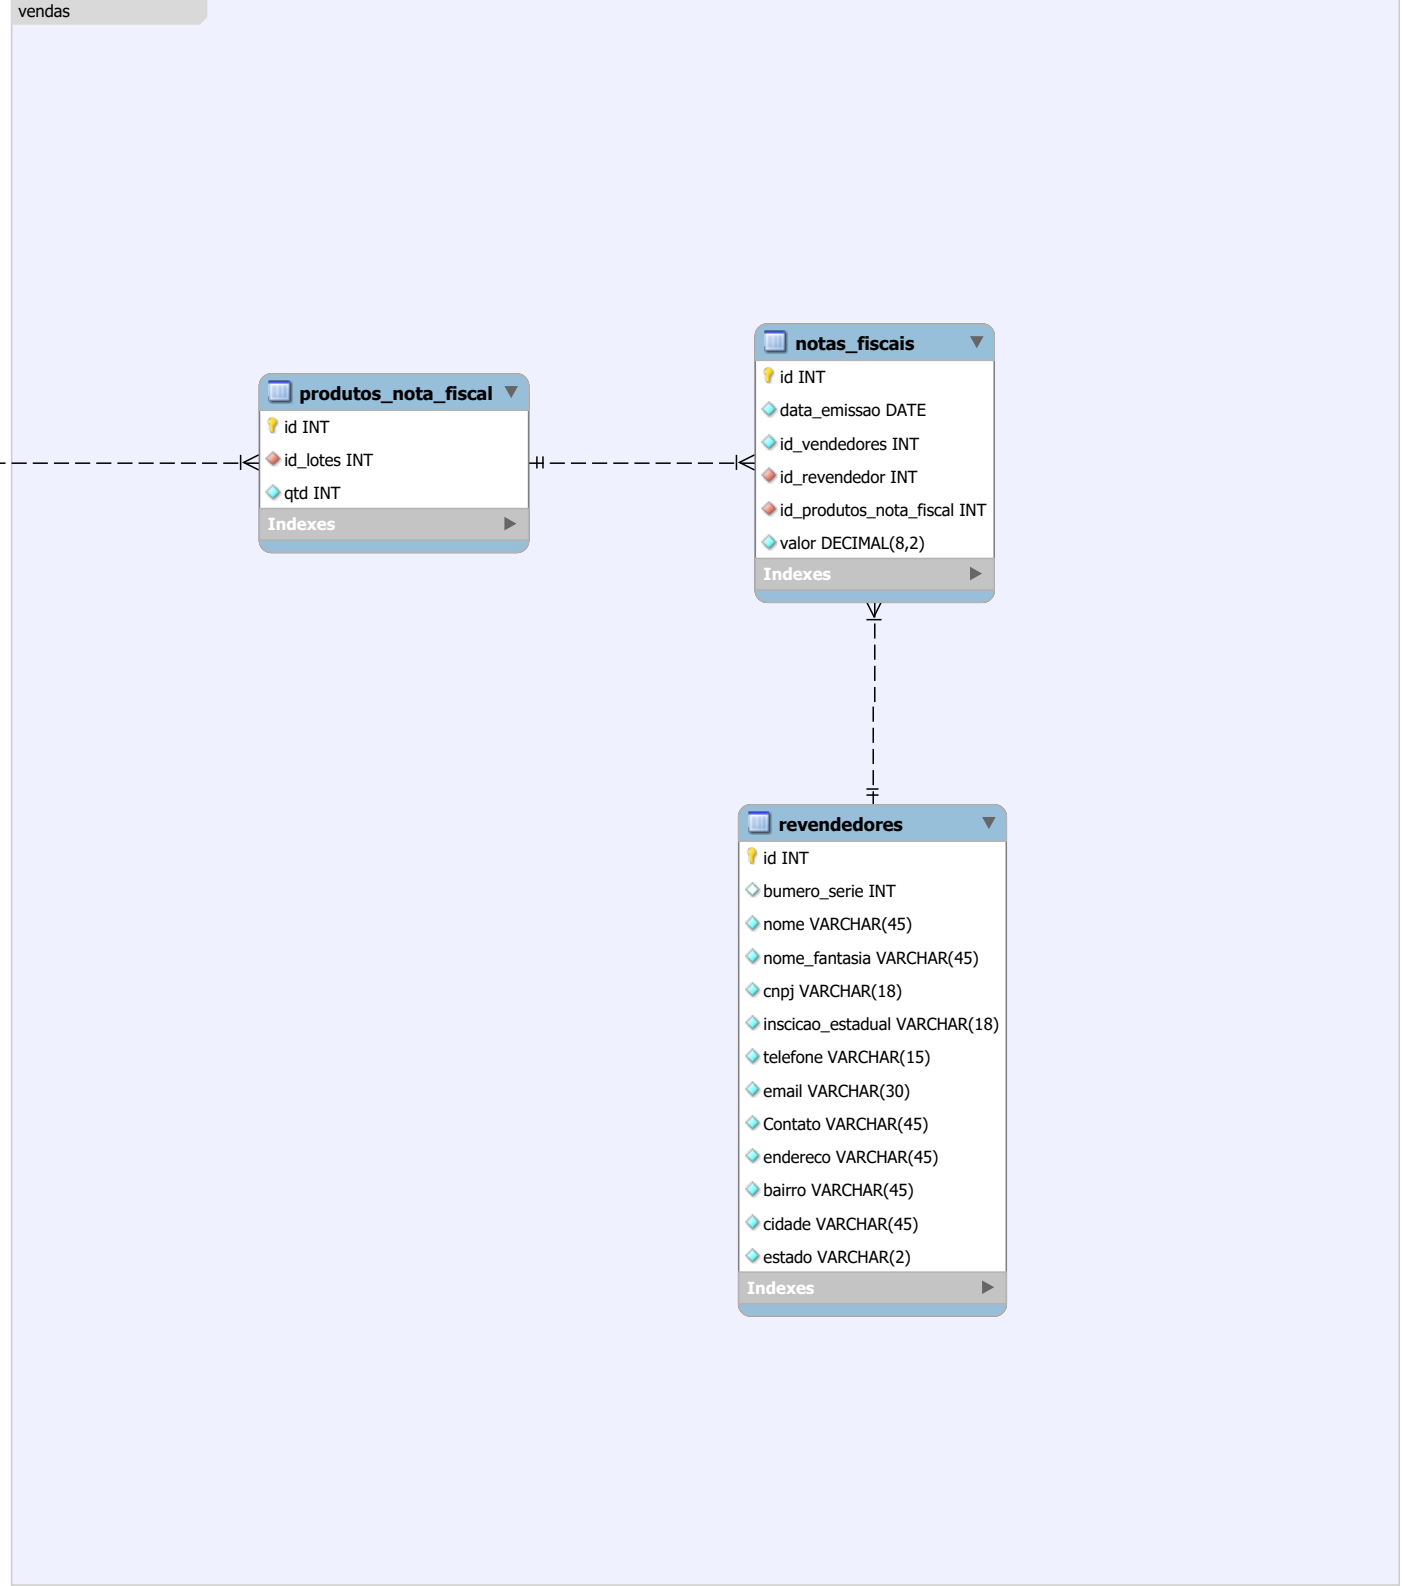 vendas
produtos_nota_fiscal
id INT
id_lotes INT
qtd INT
Indexes
notas_fiscais
id INT
data_emissao DATE
id_vendedores INT
id_revendedor INT
id_produtos_nota_fiscal INT
valor DECIMAL(8,2)
Indexes
revendedores
id INT
bumero_serie INT
nome VARCHAR(45)
nome_fantasia VARCHAR(45)
cnpj VARCHAR(18)
inscicao_estadual VARCHAR(18)
telefone VARCHAR(15)
email VARCHAR(30)
Contato VARCHAR(45)
endereco VARCHAR(45)
bairro VARCHAR(45)
cidade VARCHAR(45)
estado VARCHAR(2)
Indexes